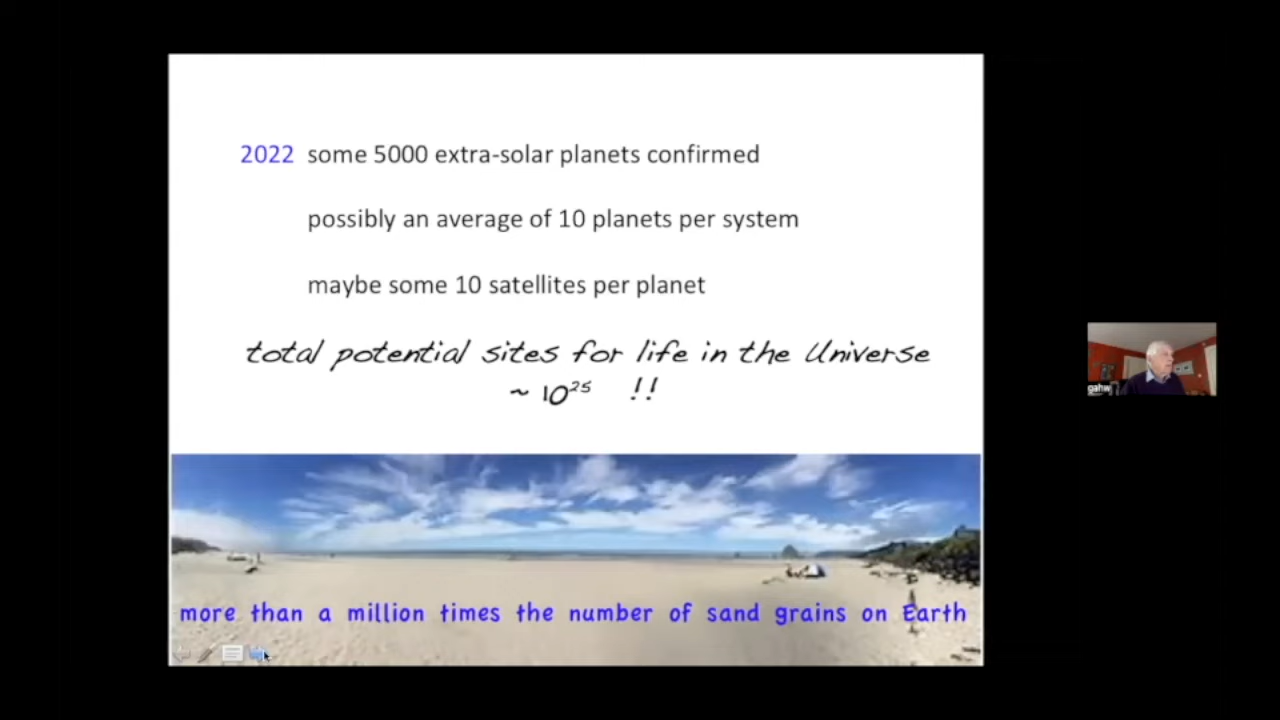 2022 some 5000 extra-solar planets confirmed
possibly an average of 10 planets per system
maybe some 10 satellites per planet
total potential sites for life in the Universe
~ 10²⁵ !!
more than a million times the number of sand grains on Earth
gahw